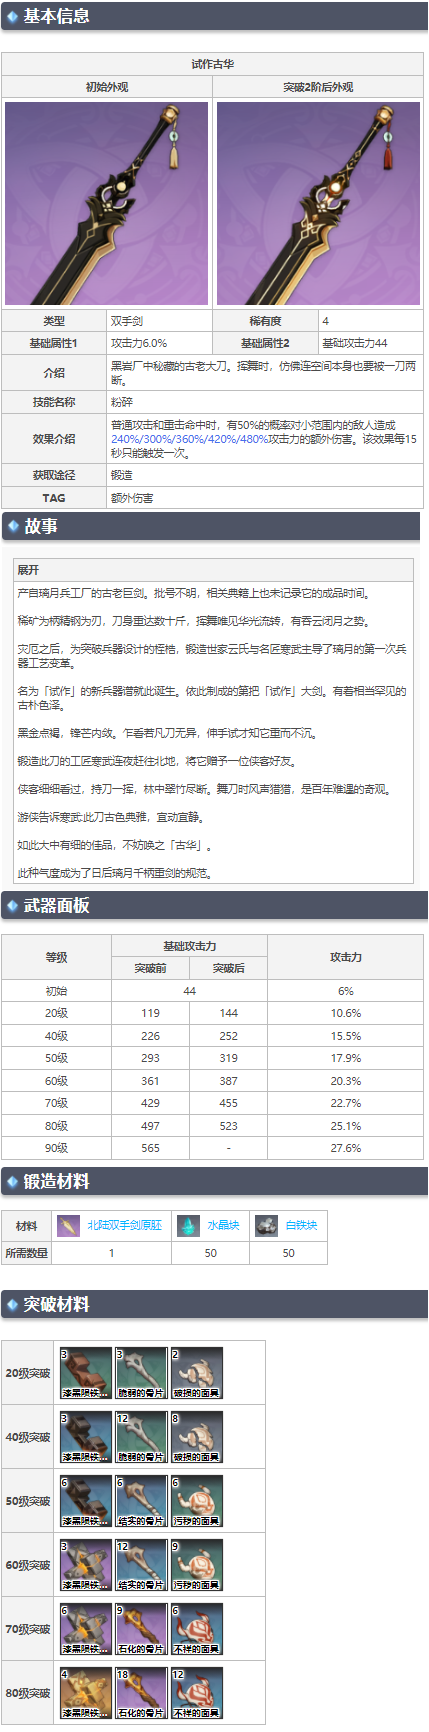 基本信息
试作古华
初始外观 突破2阶后外观
类型 双手剑 稀有度 4
基础属性1 攻击力6.0% 基础属性2 基础攻击力44
介绍 黑岩厂中秘藏的古老大刀。挥舞时，仿佛连空间本身也要被一刀两
断。
技能名称 粉碎
效果介绍 普通攻击和重击命中时，有50%的概率对小范围内的敌人造成
240%/300%/360%/420%/480%攻击力的额外伤害。该效果每15
秒只能触发一次。
获取途径 锻造
TAG 额外伤害
故事
展开
产自璃月兵工厂的古老巨剑。批号不明，相关典籍上也未记录它的成品时间。
稀矿为柄精钢为刃，刀身重达数十斤，挥舞唯见华光流转，有吞云闭月之势。
灾厄之后，为突破兵器设计的桎梏，锻造世家云氏与名匠寒武主导了璃月的第一次兵
器工艺变革。
名为「试作」的新兵器谱就此诞生。依此制成的第把「试作」大剑。有着相当罕见的
古朴色泽。
黑金点褐，锋芒内敛。乍看若凡刀无异，伸手试才知它重而不沉。
锻造此刀的工匠寒武连夜赶往北地，将它赠予一位侠客好友。
侠客细细看过，持刀一挥，林中翠竹尽断。舞刀时风声猎猎，是百年难遇的奇观。
游侠告诉寒武:此刀古色典雅，宜动宜静。
如此大中有细的佳品，不妨唤之「古华」。
此种气度成为了日后璃月千柄重剑的规范。
武器面板
等级 基础攻击力 攻击力
突破前 突破后
初始 44 6%
20级 119 144 10.6%
40级 226 252 15.5%
50级 293 319 17.9%
60级 361 387 20.3%
70级 429 455 22.7%
80级 497 523 25.1%
90级 565 - 27.6%
锻造材料
材料 北陆双手剑原胚 水晶块 白铁块
所需数量 1 50 50
突破材料
20级突破 3 漆黑陨铁... 3 脆弱的骨片 2 破损的面具
40级突破 3 漆黑陨铁... 12 脆弱的骨片 8 破损的面具
50级突破 6 漆黑陨铁... 6 结实的骨片 6 污秽的面具
60级突破 3 漆黑陨铁... 12 结实的骨片 9 污秽的面具
70级突破 6 漆黑陨铁... 9 石化的骨片 6 不祥的面具
80级突破 4 漆黑陨铁... 18 石化的骨片 12 不祥的面具